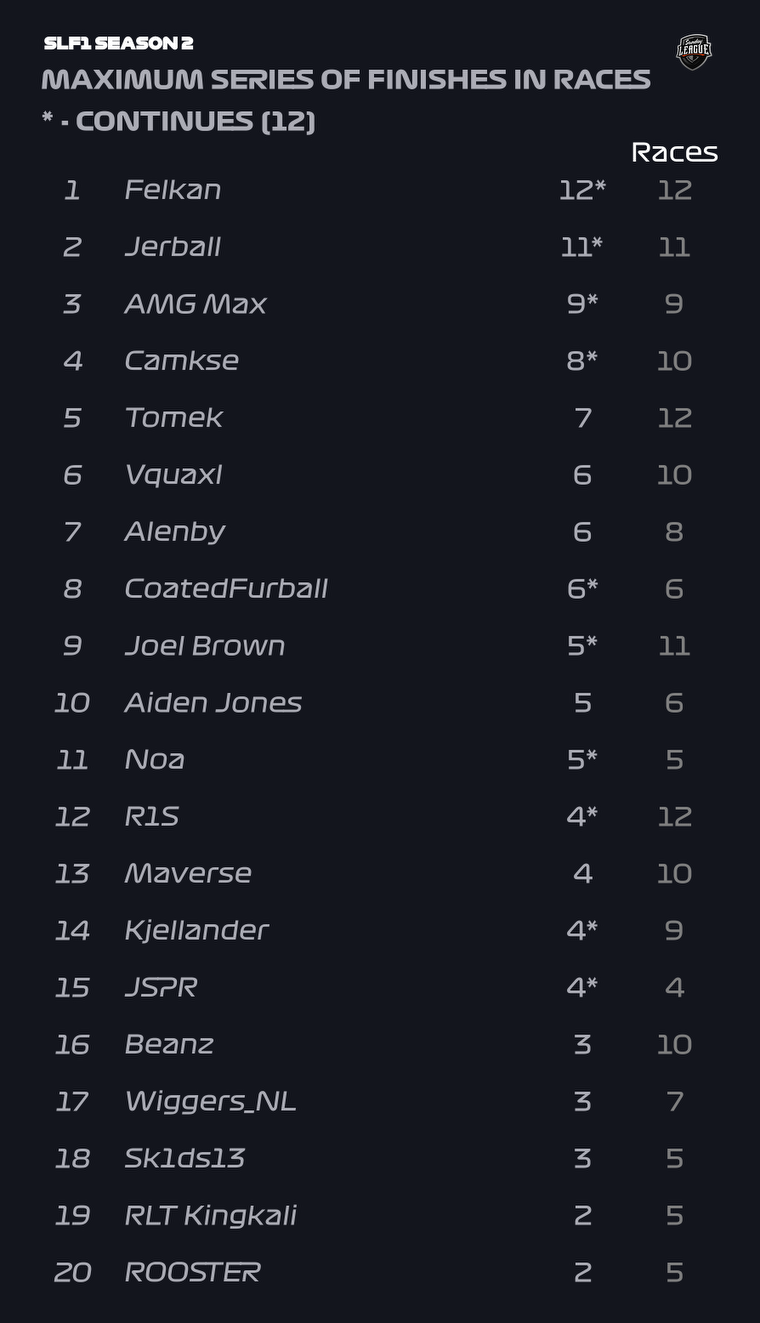 SLF1 SEASON 2
Sunday
LEAGUE
MAXIMUM SERIES OF FINISHES IN RACES
* - CONTINUES (12)
Races
1 Felkan 12* 12
2 Jerball 11* 11
3 AMG Max 9* 9
4 Camkse 8* 10
5 Tomek 7 12
6 Vquaxl 6 10
7 Alenby 6 8
8 CoatedFurball 6* 6
9 Joel Brown 5* 11
10 Aiden Jones 5 6
11 Noa 5* 5
12 R1S 4* 12
13 Maverse 4 10
14 Kjellander 4* 9
15 JSPR 4* 4
16 Beanz 3 10
17 Wiggers_NL 3 7
18 Sk1ds13 3 5
19 RLT Kingkali 2 5
20 ROOSTER 2 5